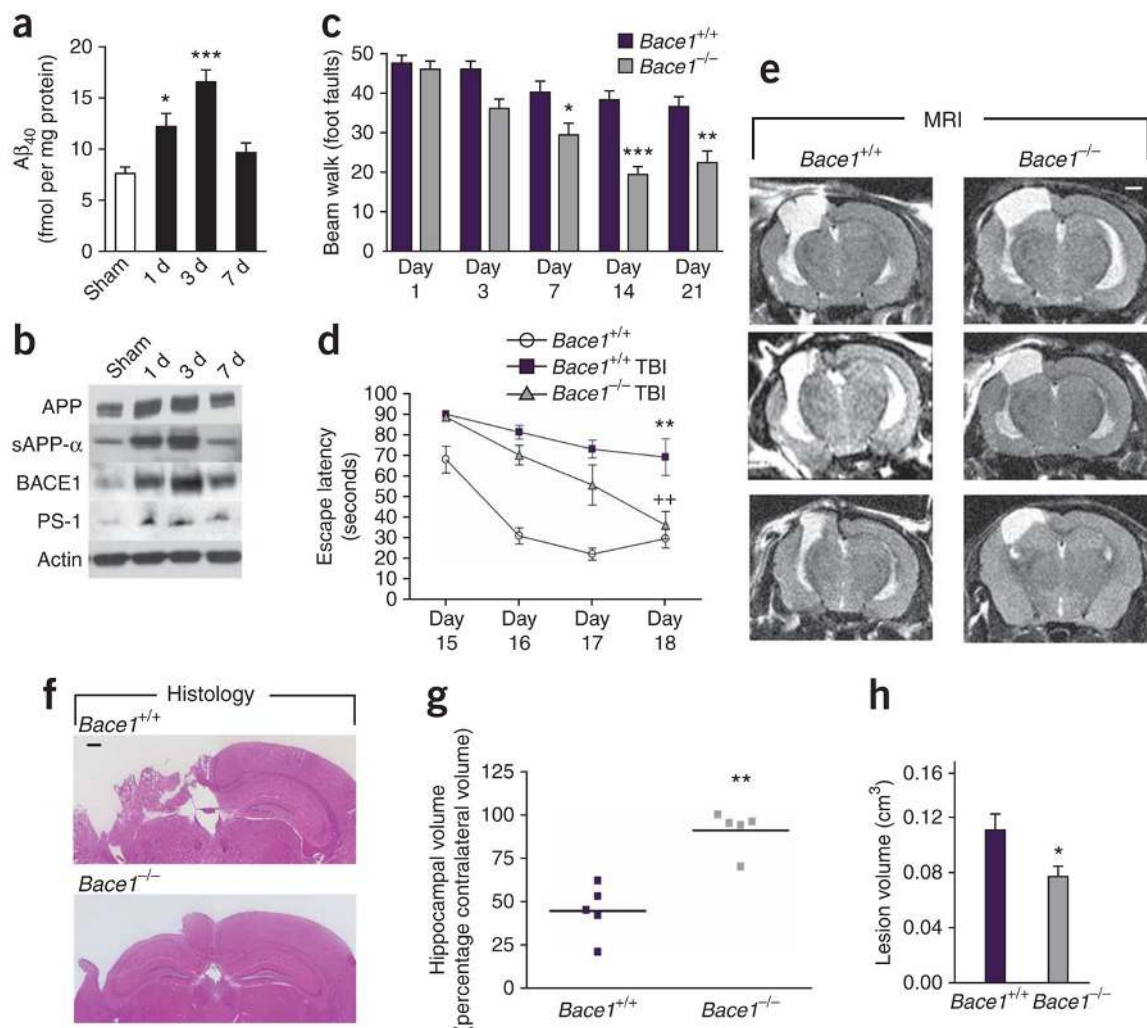 a
Aβ₄₀
(fmol per mg protein)
20
15
10
5
0
*
***
Sham
1 d
3 d
7 d
b
Sham
1 d
3 d
7 d
APP
sAPP-α
BACE1
PS-1
Actin
c
Beam walk (foot faults)
50
40
30
20
10
0
Bace1⁺/⁺
Bace1⁻/⁻
*
***
**
Day
1
Day
3
Day
7
Day
14
Day
21
d
Bace1⁺/⁺
Bace1⁺/⁺ TBI
Bace1⁻/⁻ TBI
Escape latency
(seconds)
100
90
80
70
60
50
40
30
20
10
0
**
++
Day
15
Day
16
Day
17
Day
18
e
MRI
Bace1⁺/⁺
Bace1⁻/⁻
f
Histology
Bace1⁺/⁺
Bace1⁻/⁻
g
Hippocampal volume
(percentage contralateral volume)
125
100
75
50
25
0
**
Bace1⁺/⁺
Bace1⁻/⁻
h
Lesion volume (cm³)
0.16
0.12
0.08
0.04
0.00
*
Bace1⁺/⁺
Bace1⁻/⁻